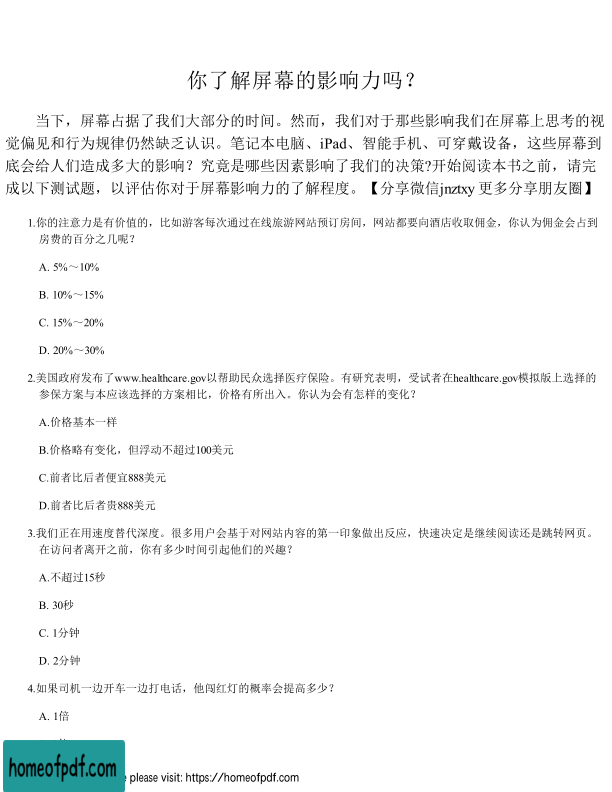 你了解屏幕的影响力吗？
当下，屏幕占据了我们大部分的时间。然而，我们对于那些影响我们在屏幕上思考的视
觉偏见和行为规律仍然缺乏认识。笔记本电脑、iPad、智能手机、可穿戴设备，这些屏幕到
底会给人们造成多大的影响？究竟是哪些因素影响了我们的决策?开始阅读本书之前，请完
成以下测试题，以评估你对于屏幕影响力的了解程度。【分享微信jnztxy 更多分享朋友圈】
1.你的注意力是有价值的，比如游客每次通过在线旅游网站预订房间，网站都要向酒店收取佣金，你认为佣金会占到
房费的百分之几呢？
A. 5%～10%
B. 10%～15%
C. 15%～20%
D. 20%～30%
2.美国政府发布了www.healthcare.gov以帮助民众选择医疗保险。有研究表明，受试者在healthcare.gov模拟版上选择的
参保方案与本应该选择的方案相比，价格有所出入。你认为会有怎样的变化？
A.价格基本一样
B.价格略有变化，但浮动不超过100美元
C.前者比后者便宜888美元
D.前者比后者贵888美元
3.我们正在用速度替代深度。很多用户会基于对网站内容的第一印象做出反应，快速决定是继续阅读还是跳转网页。
在访问者离开之前，你有多少时间引起他们的兴趣？
A.不超过15秒
B. 30秒
C. 1分钟
D. 2分钟
4.如果司机一边开车一边打电话，他闯红灯的概率会提高多少？
A. 1倍
homeofpdf.com
please visit: https://homeofpdf.com